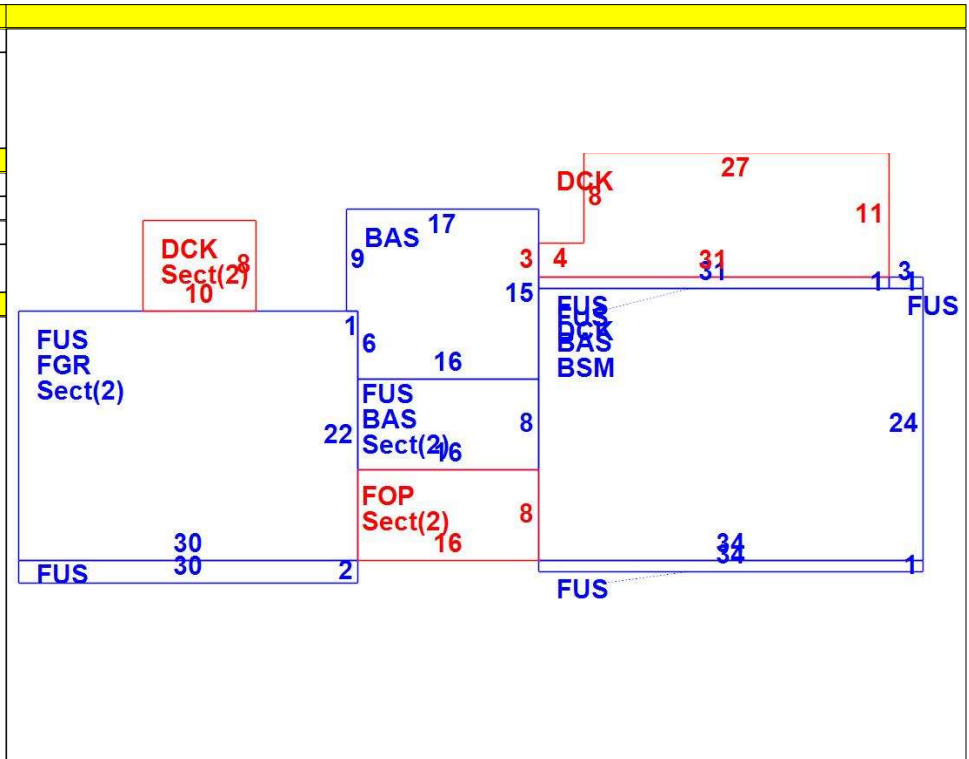 27
DCK
8
11
17
BAS
9
3
4
31
31
3
1
1
FUS
DCK
8
Sect(2)
10
15
1
6
16
FUS
FGR
Sect(2)
22
FUS
FUS
DCK
BAS
BSM
24
FUS
BAS
8
Sect(2)
16
FOP
Sect(2)
8
16
30
30
FUS
2
34
34
1
FUS